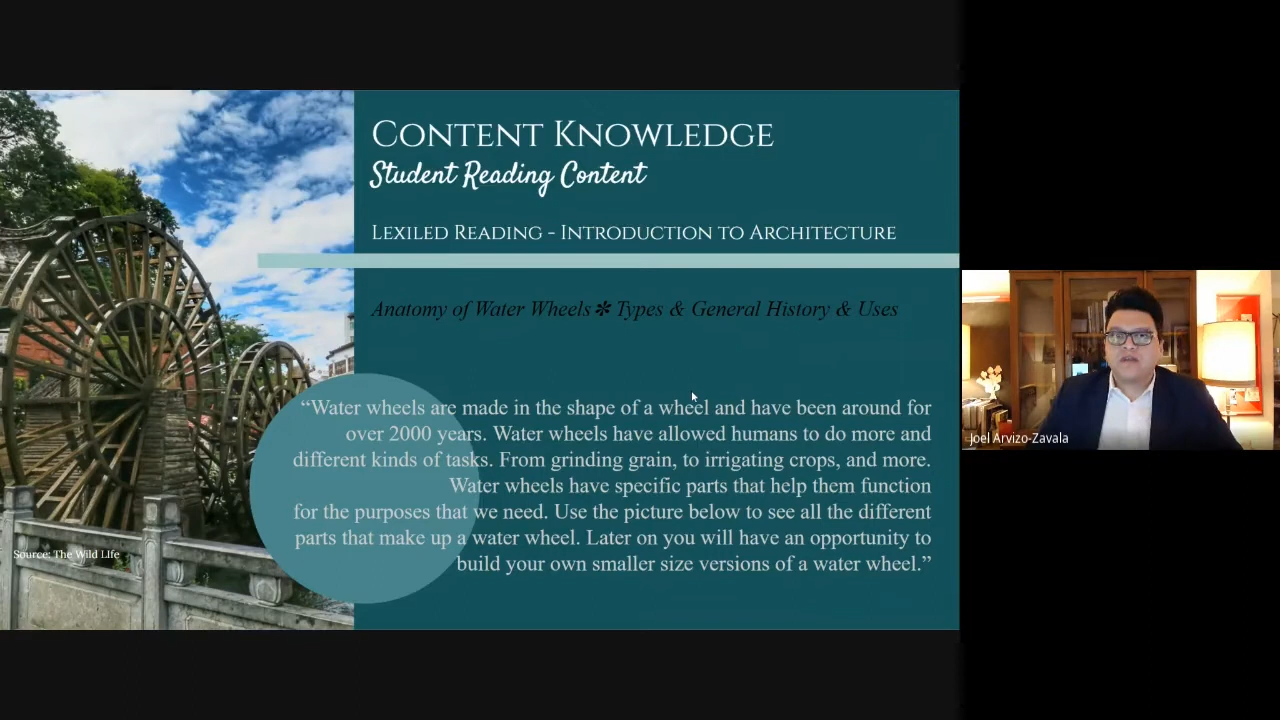 Content Knowledge
Student Reading Content
Lexiled Reading - Introduction to Architecture
Anatomy of Water Wheels✻ Types & General History & Uses
“Water wheels are made in the shape of a wheel and have been around for
over 2000 years. Water wheels have allowed humans to do more and
different kinds of tasks. From grinding grain, to irrigating crops, and more.
Water wheels have specific parts that help them function
for the purposes that we need. Use the picture below to see all the different
parts that make up a water wheel. Later on you will have an opportunity to
build your own smaller size versions of a water wheel.”
Source: The Wild LIfe
Joel Arvizo-Zavala